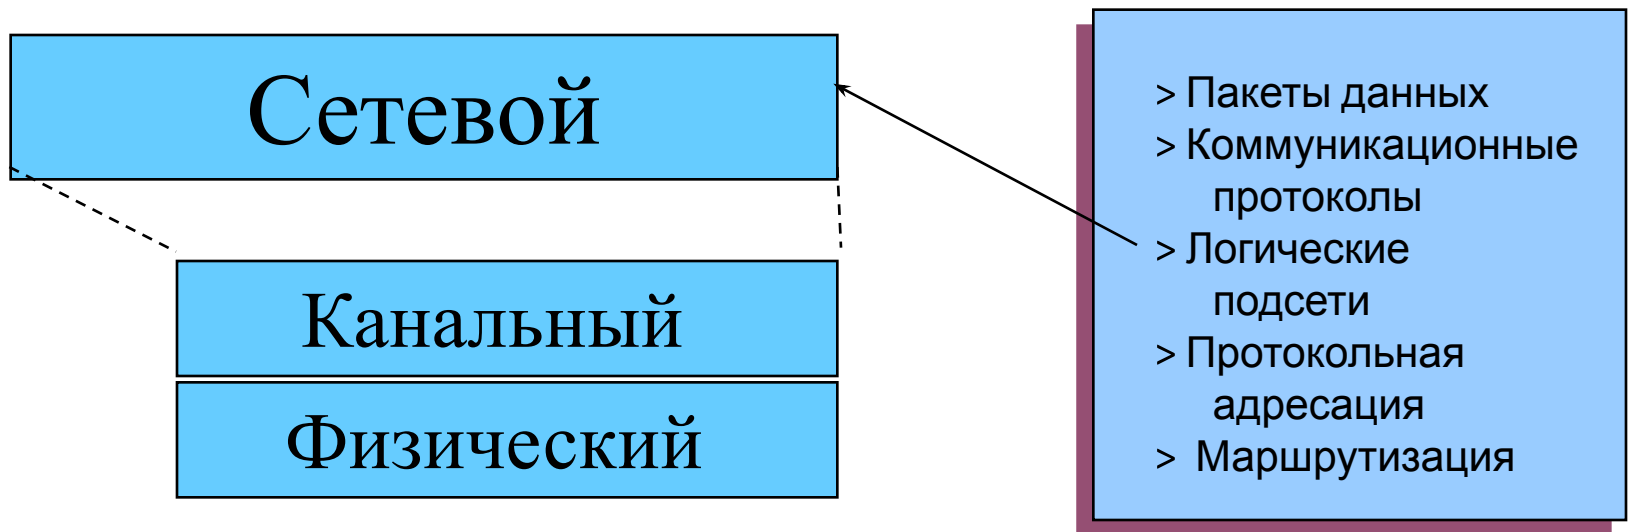 Сетевой
Канальный
Физический
> Пакеты данных
> Коммуникационные
протоколы
> Логические
подсети
> Протокольная
адресация
> Маршрутизация